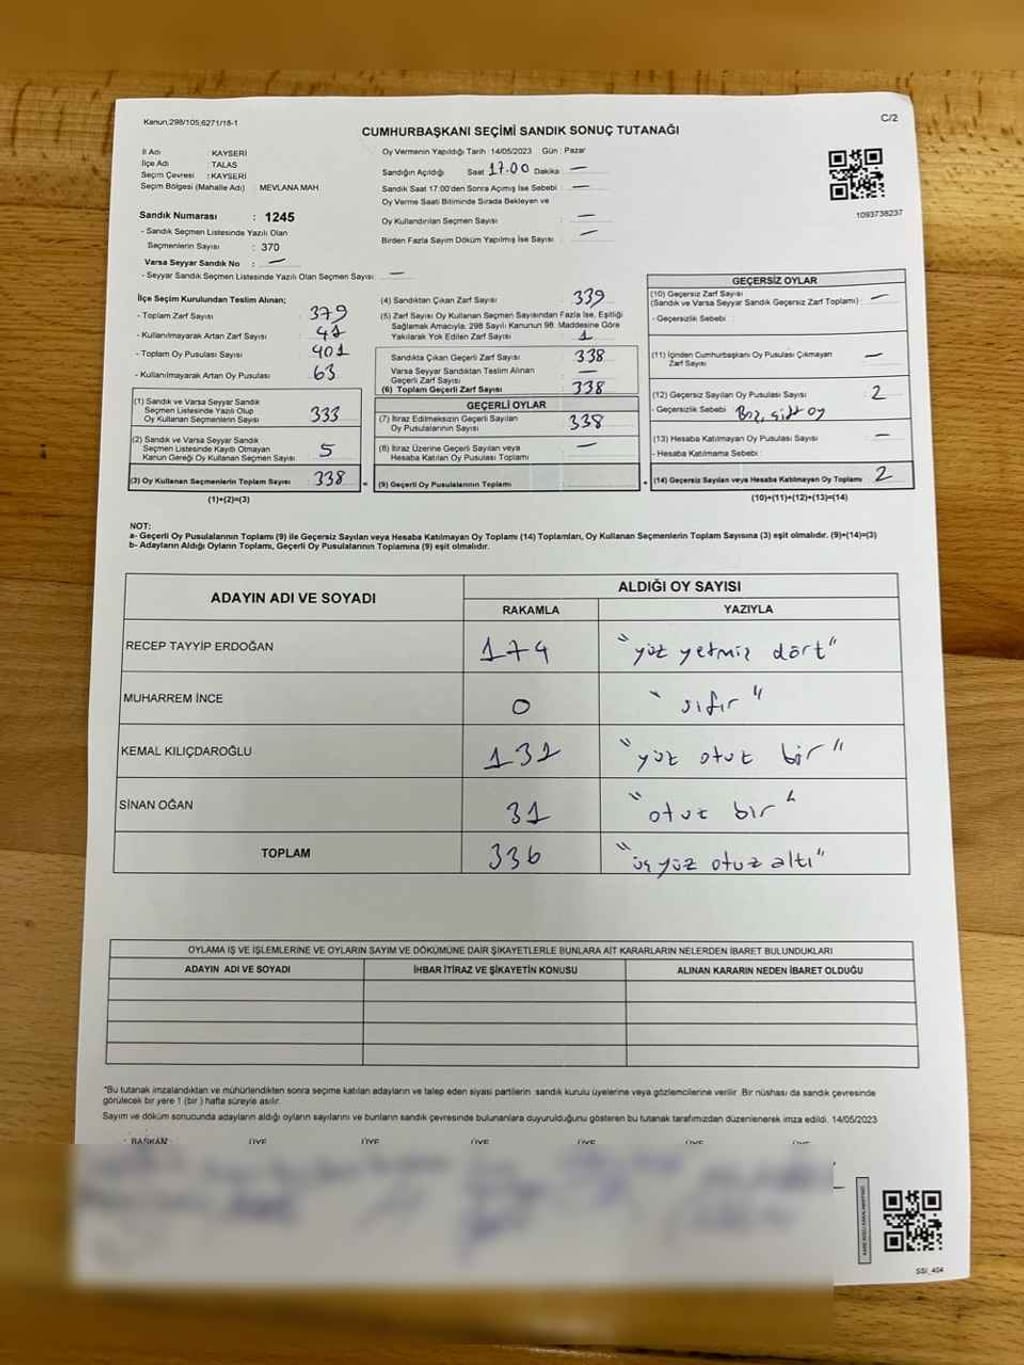 Kanun,298/105,6271/18-1
C/2
CUMHURBAŞKANI SEÇİMİ SANDIK SONUÇ TUTANAĞI
İl Adı KAYSERİ
İlçe Adı : TALAS
Seçim Çevresi : KAYSERİ
Seçim Bölgesi (Mahalle Adı) MEVLANA MAH
Sandık Numarası : 1245
- Sandık Seçmen Listesinde Yazılı Olan
Seçmenlerin Sayısı : 370
Varsa Seyyar Sandık No : —
- Seyyar Sandık Seçmen Listesinde Yazılı Olan Seçmen Sayısı: —
Oy Vermenin Yapıldığı Tarih : 14/05/2023 Gün : Pazar
Sandığın Açıldığı Saat 17.00 Dakika —
Sandık Saat 17:00'den Sonra Açmış İse Sebebi : —
Oy Verme Saati Bitiminde Sırada Bekleyen ve
Oy Kullandırılan Seçmen Sayısı : —
Birden Fazla Sayım Döküm Yapılmış İse Sayısı : —
1093738237
İlçe Seçim Kurulundan Teslim Alınan;
- Toplam Zarf Sayısı : 379
- Kullanılmayarak Artan Zarf Sayısı : 41
- Toplam Oy Pusulası Sayısı : 401
- Kullanılmayarak Artan Oy Pusulası : 63
(1) Sandık ve Varsa Seyyar Sandık
Seçmen Listesinde Yazılı Olup
Oy Kullanan Seçmenlerin Sayısı : 333
(2) Sandık ve Varsa Seyyar Sandık
Seçmen Listesinde Kayıtlı Olmayan
Kanun Gereği Oy Kullanan Seçmen Sayısı : 5
(3) Oy Kullanan Seçmenlerin Toplam Sayısı : 338
(1)+(2)=(3)
(4) Sandıktan Çıkan Zarf Sayısı : 339
(5) Zarf Sayısı Oy Kullanan Seçmen Sayısından Fazla İse, Eşitliği
Sağlamak Amacıyla, 298 Sayılı Kanunun 98. Maddesine Göre
Yakılarak Yok Edilen Zarf Sayısı : 1
Sandıkta Çıkan Geçerli Zarf Sayısı : 338
Varsa Seyyar Sandıktan Teslim Alınan
Geçerli Zarf Sayısı : —
(6) Toplam Geçerli Zarf Sayısı : 338
GEÇERLİ OYLAR
(7) İtiraz Edilmeksizin Geçerli Sayılan
Oy Pusulalarının Sayısı : 338
(8) İtiraz Üzerine Geçerli Sayılan veya
Hesaba Katılan Oy Pusulası Toplamı : —
= (9) Geçerli Oy Pusulalarının Toplamı :
GEÇERSİZ OYLAR
(10) Geçersiz Zarf Sayısı
(Sandık ve Varsa Seyyar Sandık Geçersiz Zarf Toplamı) : —
- Geçersizlik Sebebi :
(11) İçinden Cumhurbaşkanı Oy Pusulası Çıkmayan
Zarf Sayısı : —
(12) Geçersiz Sayılan Oy Pusulası Sayısı : 2
- Geçersizlik Sebebi : Boş, çift oy
(13) Hesaba Katılmayan Oy Pusulası Sayısı : —
- Hesaba Katılmama Sebebi :
+ (14) Geçersiz Sayılan veya Hesaba Katılmayan Oy Toplamı : 2
(10)+(11)+(12)+(13)=(14)
NOT:
a- Geçerli Oy Pusulalarının Toplamı (9) ile Geçersiz Sayılan veya Hesaba Katılmayan Oy Toplamı (14) Toplamları, Oy Kullanan Seçmenlerin Toplam Sayısına (3) eşit olmalıdır. (9)+(14)=(3)
b- Adayların Aldığı Oyların Toplamı, Geçerli Oy Pusulalarının Toplamına (9) eşit olmalıdır.
ADAYIN ADI VE SOYADI ALDIĞI OY SAYISI
RAKAMLA YAZIYLA
RECEP TAYYİP ERDOĞAN 174 "yüz yetmiş dört"
MUHARREM İNCE 0 "sıfır"
KEMAL KILIÇDAROĞLU 131 "yüz otuz bir"
SİNAN OĞAN 31 "otuz bir"
TOPLAM 336 "üç yüz otuz altı"
OYLAMA İŞ VE İŞLEMLERİNE VE OYLARIN SAYIM VE DÖKÜMÜNE DAİR ŞİKAYETLERLE BUNLARA AİT KARARLARIN NELERDEN İBARET BULUNDUKLARI
ADAYIN ADI VE SOYADI İHBAR İTİRAZ VE ŞİKAYETİN KONUSU ALINAN KARARIN NEDEN İBARET OLDUĞU
"Bu tutanak imzalandıktan ve mühürlendikten sonra seçime katılan adayların ve talep eden siyasi partilerin sandık kurulu üyelerine veya gözlemcilerine verilir. Bir nüshası da sandık çevresinde
görülecek bir yere 1 (bir) hafta süreyle asılır.
Sayım ve döküm sonucunda adayların aldığı oyların sayılarını ve bunların sandık çevresinde bulunanlara duyurulduğunu gösteren bu tutanak tarafımızdan düzenlenerek imza edildi. 14/05/2023
BAŞKAN ÜYE ÜYE ÜYE ÜYE ÜYE ÜYE
SSİ_404